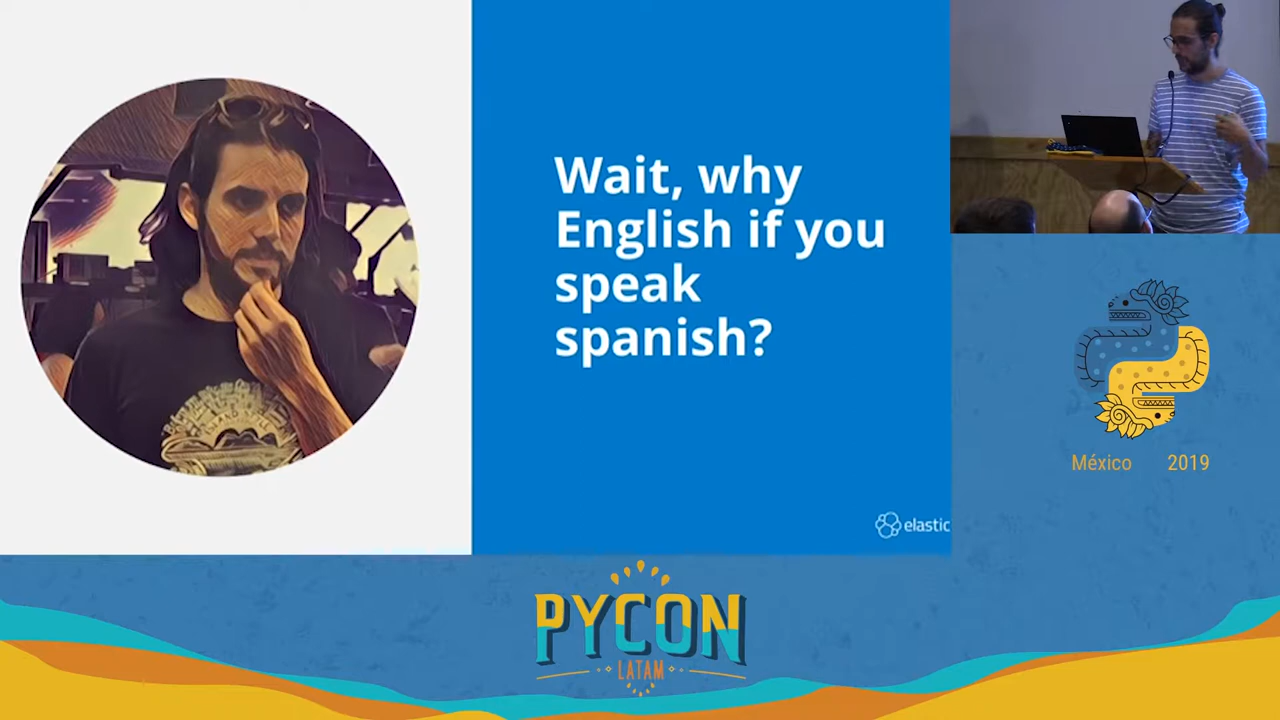 Wait, why
English if you
speak
spanish?
elastic
México 2019
PYCON
LATAM